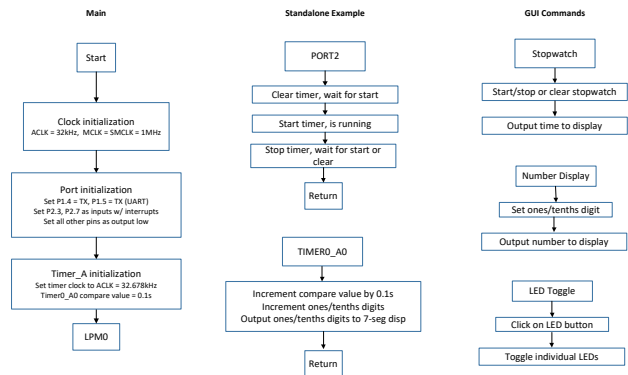 Main
Start
Clock initialization
ACLK = 32kHz, MCLK = SMCLK = 1MHz
Port initialization
Set P1.4 = TX, P1.5 = TX (UART)
Set P2.3, P2.7 as inputs w/ interrupts
Set all other pins as output low
Timer_A initialization
Set timer clock to ACLK = 32.678kHz
Timer0_A0 compare value = 0.1s
LPM0
Standalone Example
PORT2
Clear timer, wait for start
Start timer, is running
Stop timer, wait for start or
clear
Return
TIMER0_A0
Increment compare value by 0.1s
Increment ones/tenths digits
Output ones/tenths digits to 7-seg disp
Return
GUI Commands
Stopwatch
Start/stop or clear stopwatch
Output time to display
Number Display
Set ones/tenths digit
Output number to display
LED Toggle
Click on LED button
Toggle individual LEDs